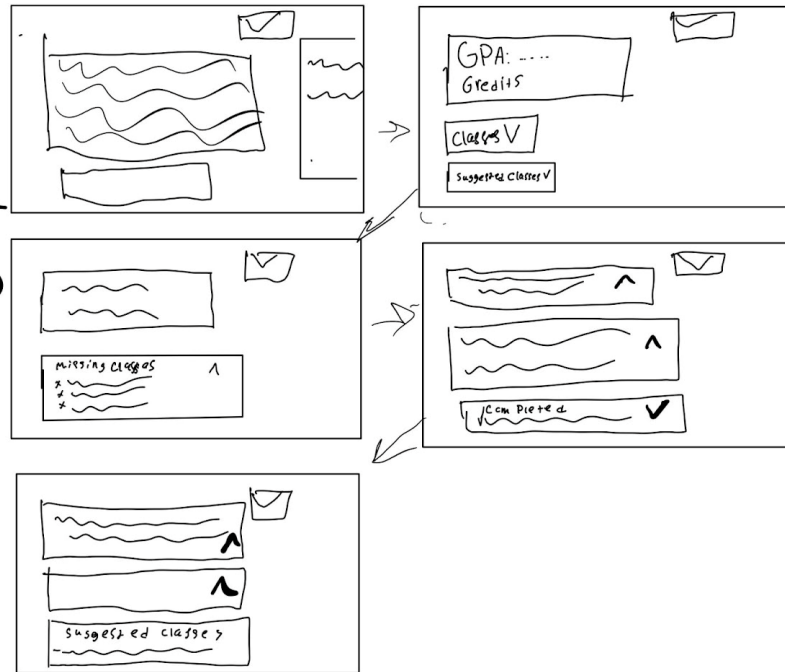 GPA: ....
Gredits
Classes V
Suggested Classes V
Missing Classes
Completed
Suggested classes